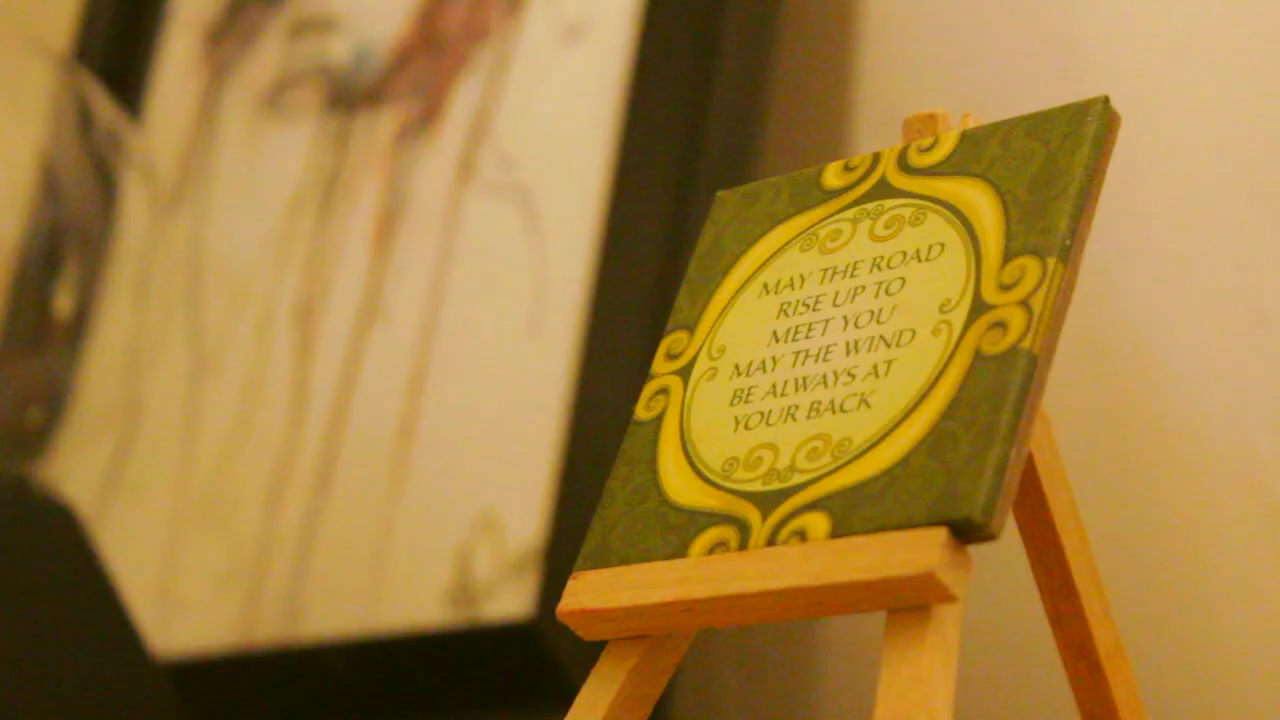 MAY THE ROAD
RISE UP TO
MEET YOU
MAY THE WIND
BE ALWAYS AT
YOUR BACK